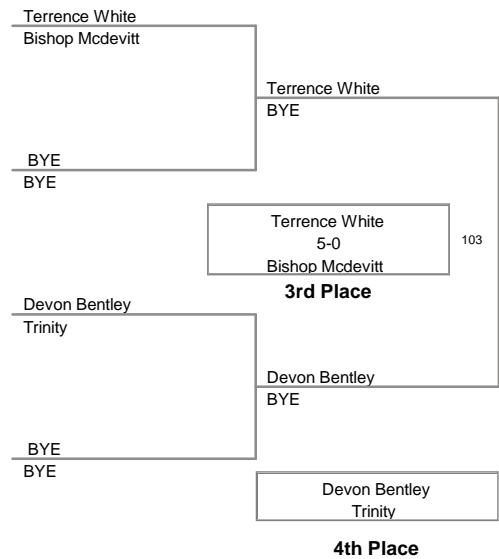 Terrence White
Bishop Mcdevitt
Terrence White
BYE
BYE
BYE
Terrence White
5-0
Bishop Mcdevitt
103
3rd Place
Devon Bentley
Trinity
Devon Bentley
BYE
BYE
BYE
Devon Bentley
Trinity
4th Place